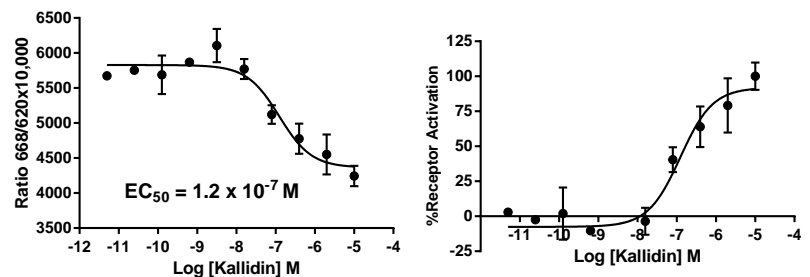 Ratio 668/620x10,000
6500
6000
5500
5000
4500
4000
3500
EC50 = 1.2 x 10-7 M
-12 -11 -10 -9 -8 -7 -6 -5 -4
Log [Kallidin] M
%Receptor Activation
125
100
75
50
25
0
-25
-11 -10 -9 -8 -7 -6 -5 -4
Log [Kallidin] M